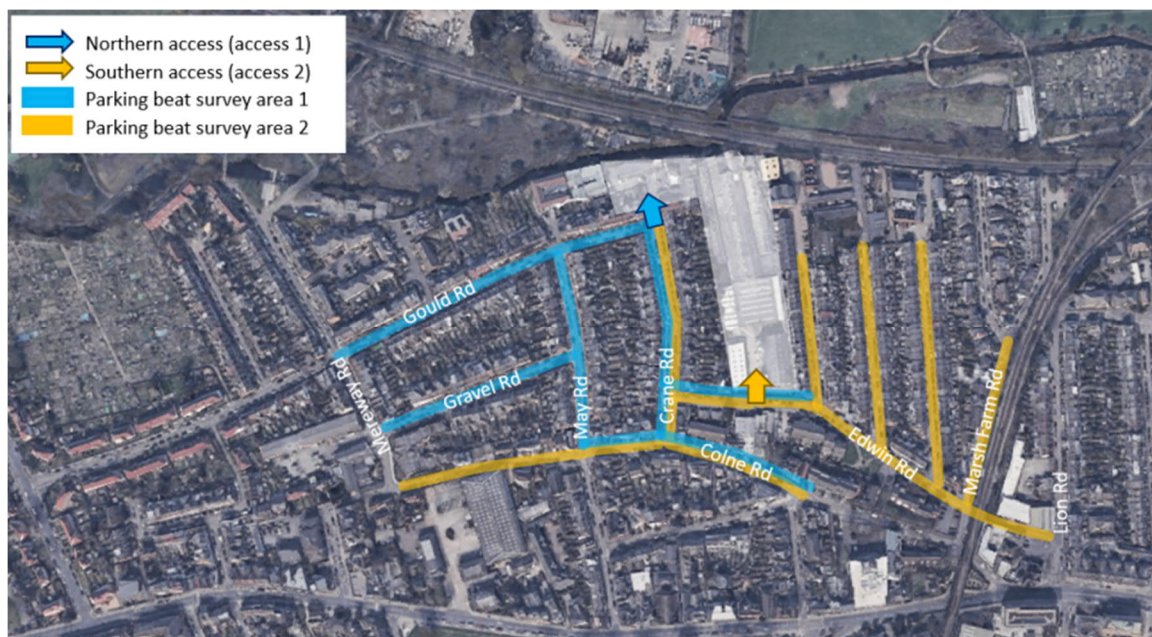 Northern access (access 1)
Southern access (access 2)
Parking beat survey area 1
Parking beat survey area 2
Gould Rd
Gravel Rd
Mereway Rd
May Rd
Crane Rd
Colne Rd
Edwin Rd
Marsh Farm Rd
Lion Rd